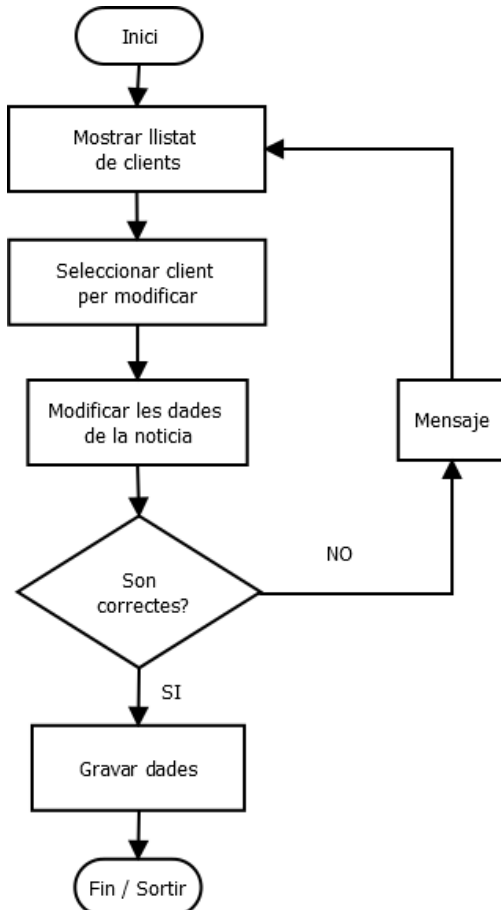 Inici
Mostrar llistat
de clients
Seleccionar client
per modificar
Modificar les dades
de la noticia
Mensaje
Son
correctes?
NO
SI
Gravar dades
Fin / Sortir